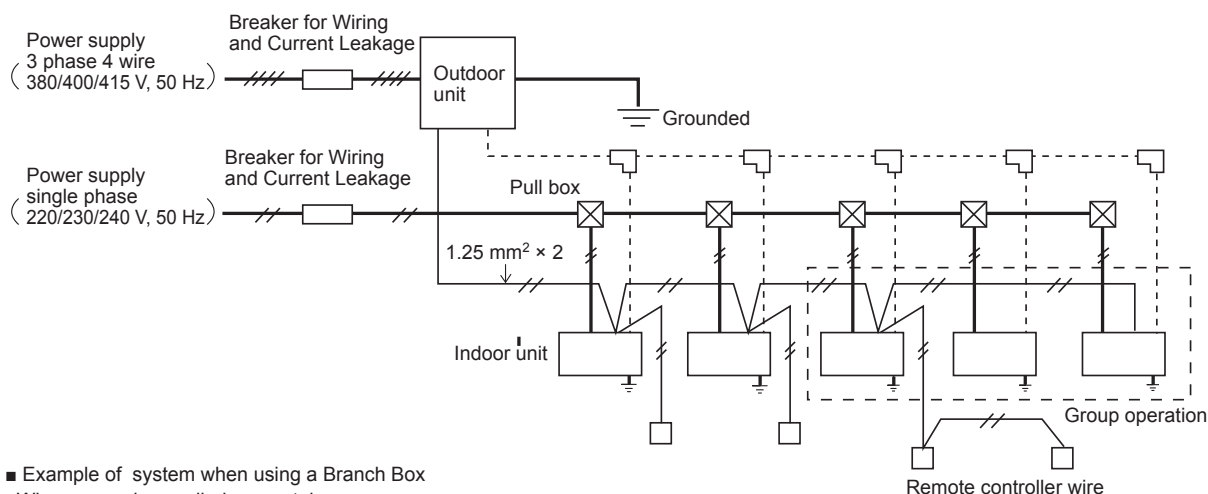 Power supply
3 phase 4 wire
(380/400/415 V, 50 Hz)
Breaker for Wiring
and Current Leakage
Outdoor
unit
Grounded
Power supply
single phase
(220/230/240 V, 50 Hz)
Breaker for Wiring
and Current Leakage
Pull box
1.25 mm² × 2
Indoor unit
Group operation
Remote controller wire
■ Example of system when using a Branch Box